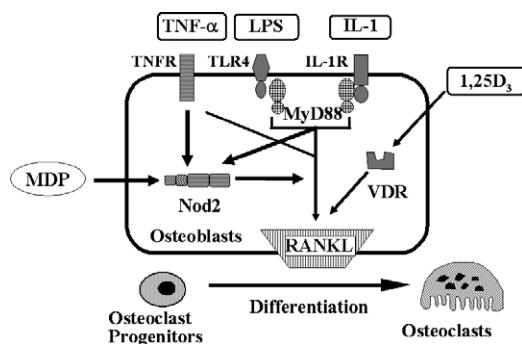 TNF-α LPS IL-1
TNFR TLR4 IL-1R
1,25D3
MyD88
MDP
VDR
Nod2
Osteoblasts
RANKL
Differentiation
Osteoclast
Progenitors
Osteoclasts